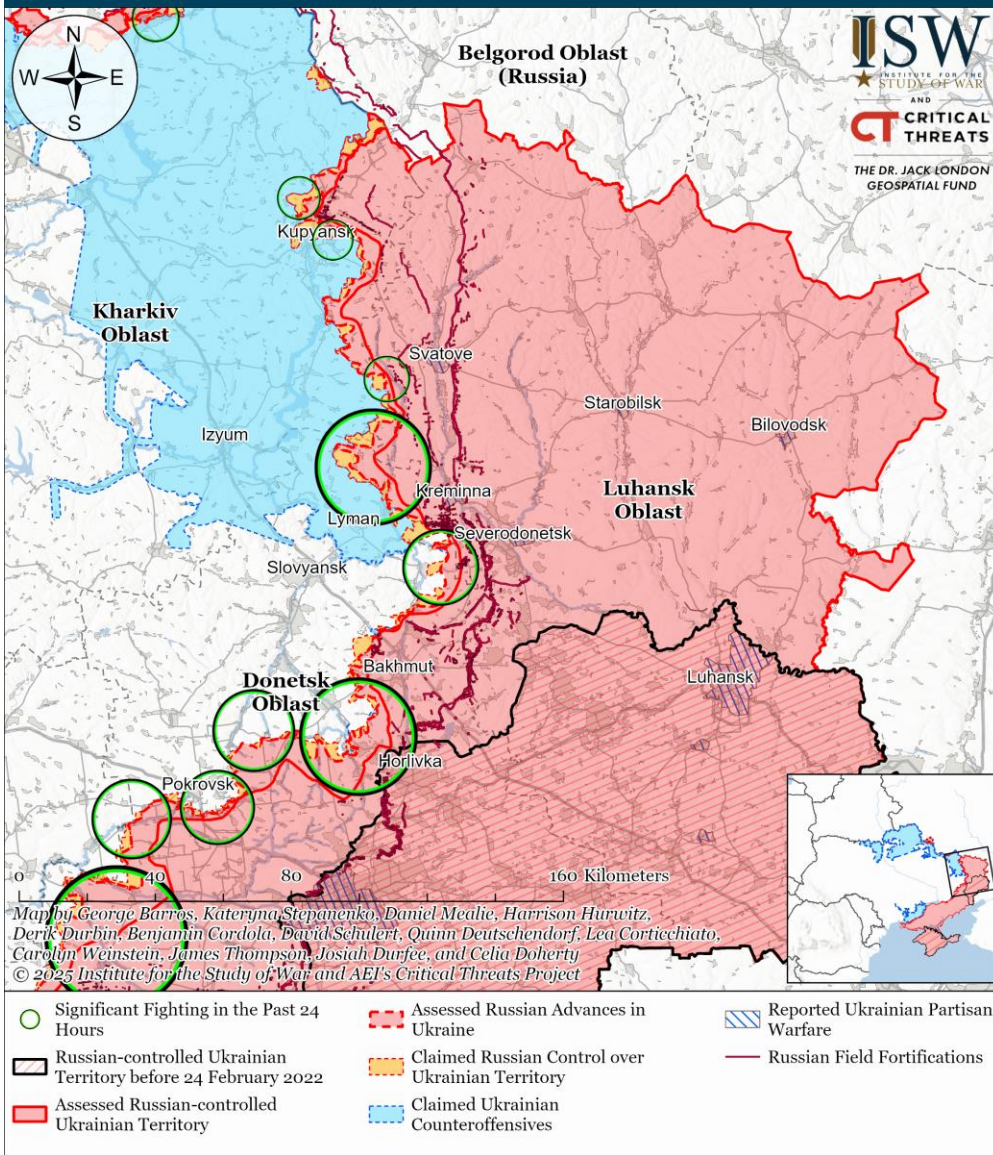 N
W
E
S
Belgorod Oblast
(Russia)
ISW
INSTITUTE FOR THE
STUDY OF WAR
AND
CT CRITICAL
THREATS
THE DR. JACK LONDON
GEOSPATIAL FUND
Kupyansk
Kharkiv
Oblast
Svatove
Starobilsk
Bilovodsk
Izyum
Kreminna
Luhansk
Oblast
Lyman
Severodonetsk
Slovyansk
Bakhmut
Luhansk
Donetsk
Oblast
Horlivka
Pokrovsk
0
40
80
160 Kilometers
Map by George Barros, Kateryna Stepanenko, Daniel Mealie, Harrison Hurwitz,
Derik Durbin, Benjamin Cordola, David Schulert, Quinn Deutschendorf, Lea Corticchiato,
Carolyn Weinstein, James Thompson, Josiah Durfee, and Celia Doherty
© 2025 Institute for the Study of War and AEI's Critical Threats Project
Significant Fighting in the Past 24
Hours
Russian-controlled Ukrainian
Territory before 24 February 2022
Assessed Russian-controlled
Ukrainian Territory
Assessed Russian Advances in
Ukraine
Claimed Russian Control over
Ukrainian Territory
Claimed Ukrainian
Counteroffensives
Reported Ukrainian Partisan
Warfare
Russian Field Fortifications